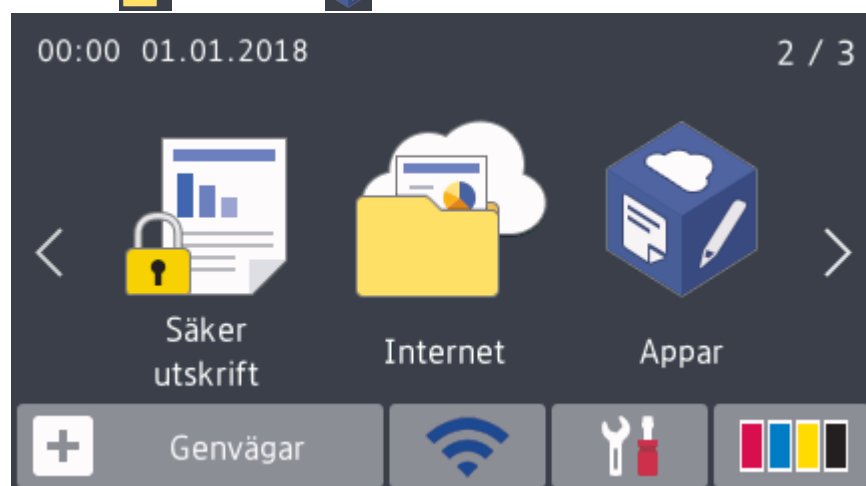 00:00 01.01.2018 2 / 3
Säker
utskrift
Internet
Appar
Genvägar